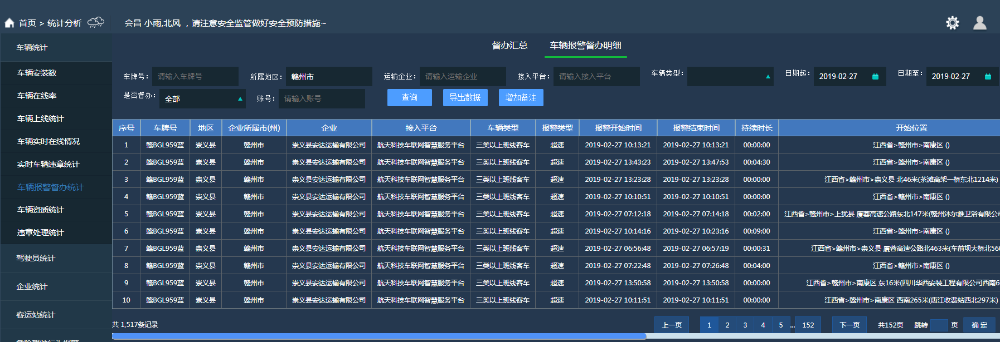 首页 > 统计分析
会昌 小雨,北风 ，请注意安全监管做好安全预防措施~
车辆统计
车辆安装数
车辆在线率
车辆上线统计
车辆实时在线情况
实时车辆违章统计
车辆报警督办统计
车辆资质统计
违章处理统计
驾驶员统计
企业统计
客运站统计
督办汇总 车辆报警督办明细
车牌号: 请输入车牌号 所属地区: 赣州市 运输企业: 请输入运输企业 接入平台: 请输入接入平台 车辆类型: 日期起: 2019-02-27 日期至: 2019-02-27
是否督办: 全部 账号: 请输入账号 查询 导出数据 增加备注
序号 车牌号 地区 企业所属市(州) 企业 接入平台 车辆类型 报警类型 报警开始时间 报警结束时间 持续时长 开始位置
1 赣BGL959蓝 崇义县 赣州市 崇义县安达运输有限公司 航天科技车联网智慧服务平台 三类以上班线客车 超速 2019-02-27 10:13:21 2019-02-27 10:13:21 00:00:00 江西省>赣州市>南康区 ()
2 赣BGL959蓝 崇义县 赣州市 崇义县安达运输有限公司 航天科技车联网智慧服务平台 三类以上班线客车 超速 2019-02-27 13:43:23 2019-02-27 13:47:53 00:04:30 江西省>赣州市>南康区 ()
3 赣BGL959蓝 崇义县 赣州市 崇义县安达运输有限公司 航天科技车联网智慧服务平台 三类以上班线客车 超速 2019-02-27 13:23:28 2019-02-27 13:23:28 00:00:00 江西省>赣州市>崇义县 北46米(茶滩高架一桥东北1214米)
4 赣BGL959蓝 崇义县 赣州市 崇义县安达运输有限公司 航天科技车联网智慧服务平台 三类以上班线客车 超速 2019-02-27 10:10:51 2019-02-27 10:10:51 00:00:00 江西省>赣州市>南康区 ()
5 赣BGL959蓝 崇义县 赣州市 崇义县安达运输有限公司 航天科技车联网智慧服务平台 三类以上班线客车 超速 2019-02-27 07:12:18 2019-02-27 07:14:18 00:02:00 江西省>赣州市>上犹县 厦蓉高速公路东北147米(赣州沐尔雅卫浴有限公
6 赣BGL959蓝 崇义县 赣州市 崇义县安达运输有限公司 航天科技车联网智慧服务平台 三类以上班线客车 超速 2019-02-27 10:14:16 2019-02-27 10:23:16 00:09:00 江西省>赣州市>南康区 ()
7 赣BGL959蓝 崇义县 赣州市 崇义县安达运输有限公司 航天科技车联网智慧服务平台 三类以上班线客车 超速 2019-02-27 06:56:48 2019-02-27 06:57:19 00:00:31 江西省>赣州市>崇义县 厦蓉高速公路北463米(车前坝大桥北56
8 赣BGL959蓝 崇义县 赣州市 崇义县安达运输有限公司 航天科技车联网智慧服务平台 三类以上班线客车 超速 2019-02-27 07:22:48 2019-02-27 07:26:48 00:04:00 江西省>赣州市>南康区 ()
9 赣BGL959蓝 崇义县 赣州市 崇义县安达运输有限公司 航天科技车联网智慧服务平台 三类以上班线客车 超速 2019-02-27 13:50:58 2019-02-27 13:50:58 00:00:00 江西省>赣州市>南康区 东16米(四川华西安装工程有限公司西南6
10 赣BGL959蓝 崇义县 赣州市 崇义县安达运输有限公司 航天科技车联网智慧服务平台 三类以上班线客车 超速 2019-02-27 10:11:51 2019-02-27 10:11:51 00:00:00 江西省>赣州市>南康区 西南265米(唐江收费站西北297米)
共 1,517条记录 上一页 1 2 3 4 5 ... 152 下一页 共152页 跳转 页 确 定